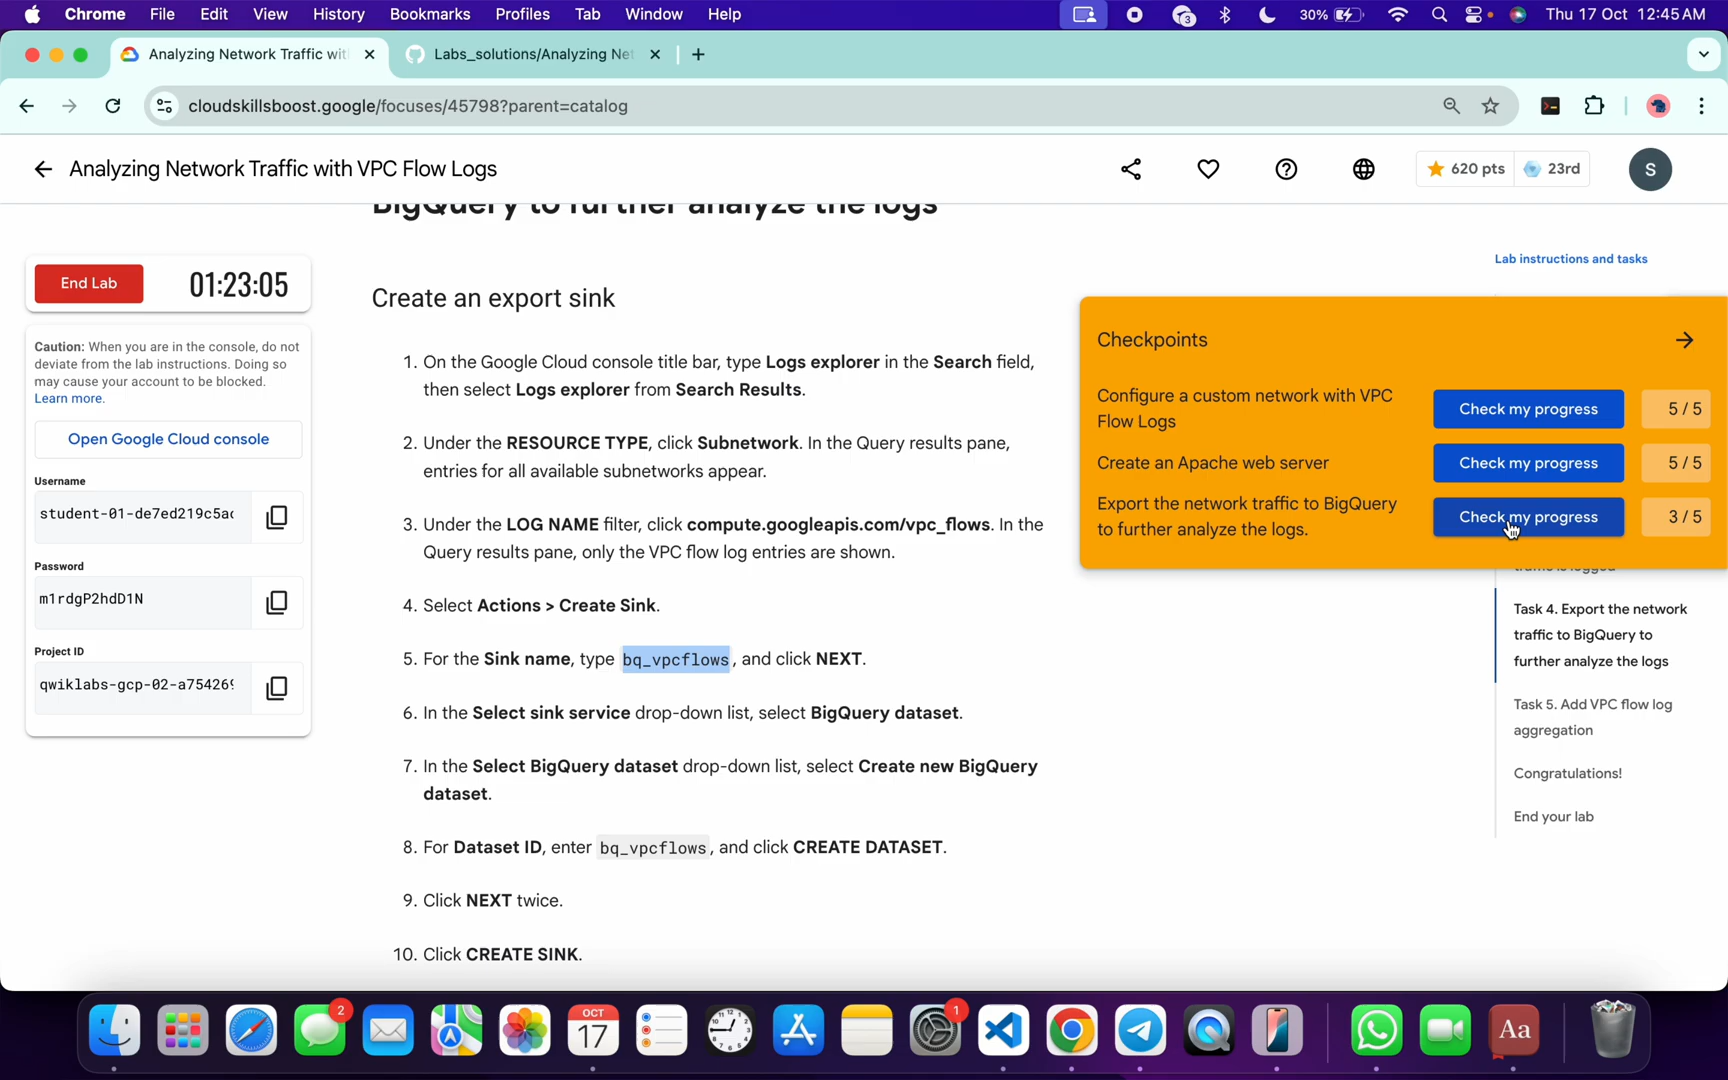 Chrome File Edit View History Bookmarks Profiles Tab Window Help 3 30% Thu 17 Oct 12:45 AM
Analyzing Network Traffic wit
Labs_solutions/Analyzing Net
cloudskillsboost.google/focuses/45798?parent=catalog
Analyzing Network Traffic with VPC Flow Logs
620 pts 23rd S
BigQuery to further analyze the logs
End Lab 01:23:05
Caution: When you are in the console, do not
deviate from the lab instructions. Doing so
may cause your account to be blocked.
Learn more.
Open Google Cloud console
Username
student-01-de7ed219c5ac
Password
m1rdgP2hdD1N
Project ID
qwiklabs-gcp-02-a75426
Create an export sink
1. On the Google Cloud console title bar, type Logs explorer in the Search field,
then select Logs explorer from Search Results.
2. Under the RESOURCE TYPE, click Subnetwork. In the Query results pane,
entries for all available subnetworks appear.
3. Under the LOG NAME filter, click compute.googleapis.com/vpc_flows. In the
Query results pane, only the VPC flow log entries are shown.
4. Select Actions > Create Sink.
5. For the Sink name, type bq_vpcflows, and click NEXT.
6. In the Select sink service drop-down list, select BigQuery dataset.
7. In the Select BigQuery dataset drop-down list, select Create new BigQuery
dataset.
8. For Dataset ID, enter bq_vpcflows, and click CREATE DATASET.
9. Click NEXT twice.
10. Click CREATE SINK.
Lab instructions and tasks
Checkpoints
Configure a custom network with VPC
Flow Logs
Check my progress 5 / 5
Create an Apache web server
Check my progress 5 / 5
Export the network traffic to BigQuery
to further analyze the logs.
Check my progress 3 / 5
traffic is logged
Task 4. Export the network
traffic to BigQuery to
further analyze the logs
Task 5. Add VPC flow log
aggregation
Congratulations!
End your lab
2
OCT
17
1
Aa